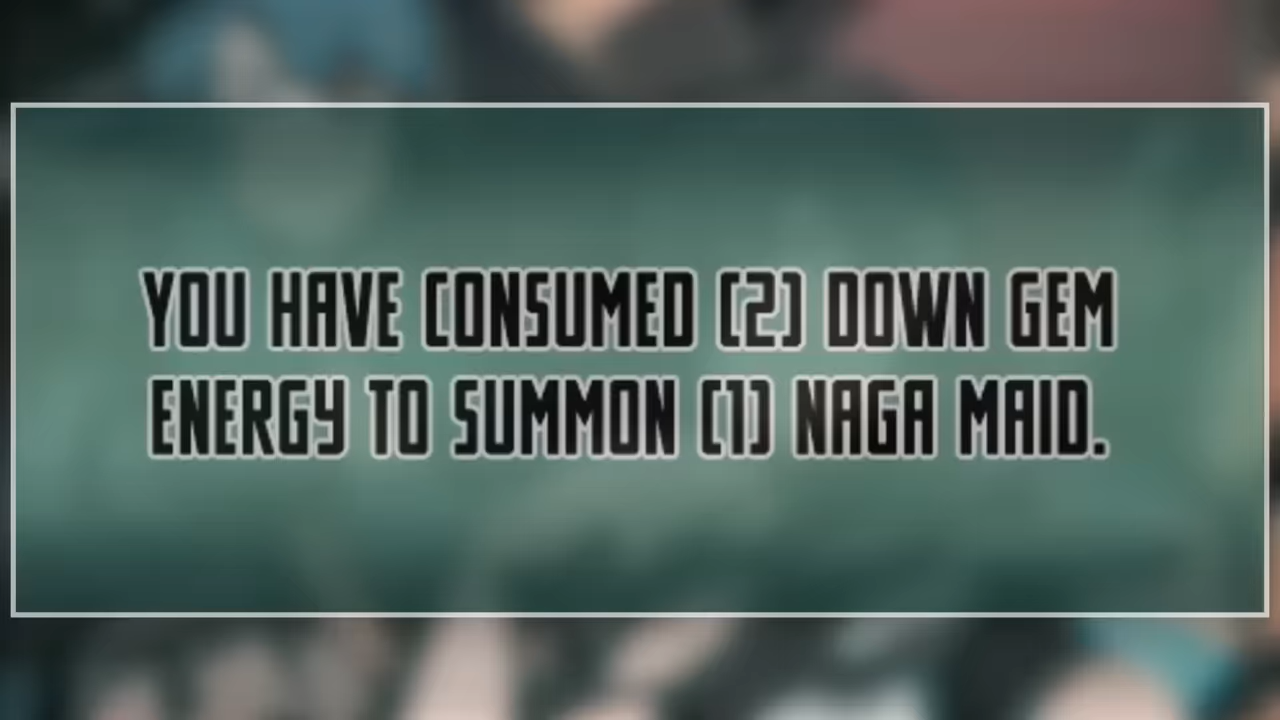 YOU HAVE CONSUMED (2) DOWN GEM
ENERGY TO SUMMON (1) NAGA MAID.